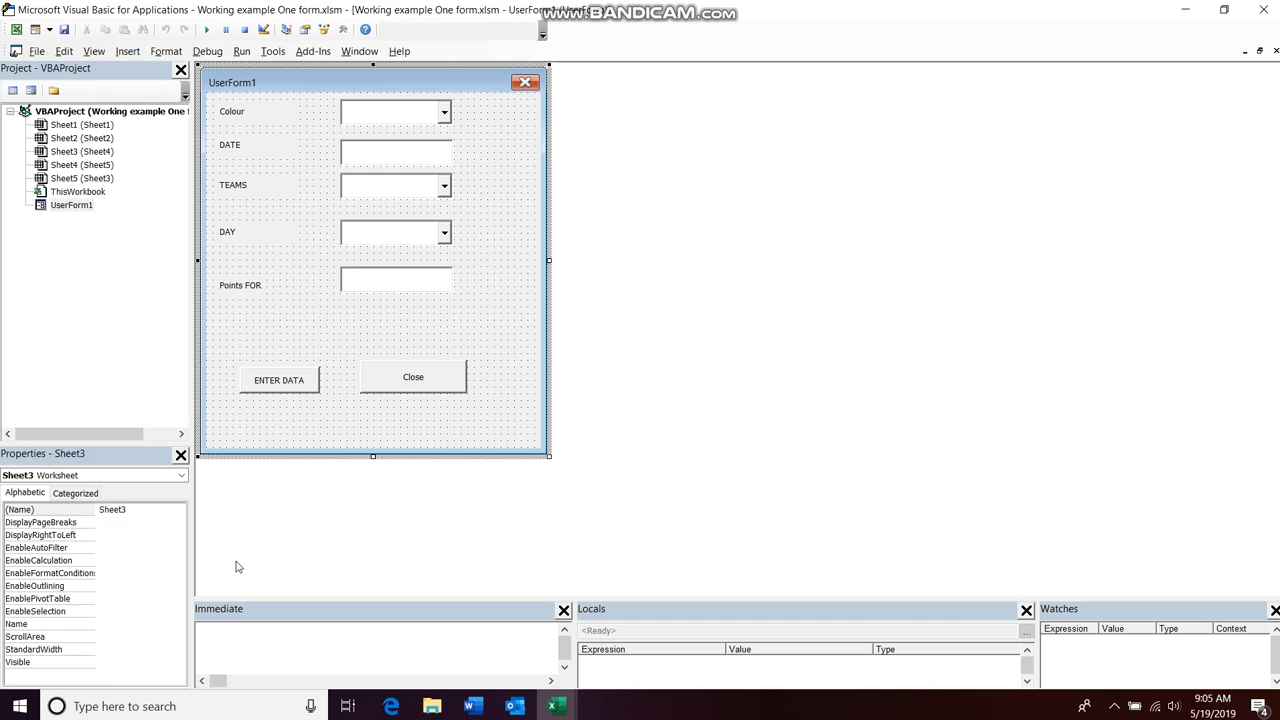 Microsoft Visual Basic for Applications - Working example One form.xlsm - [Working example One form.xlsm - UserForm1 (UserForm)]
www.BANDICAM.com
File Edit View Insert Format Debug Run Tools Add-Ins Window Help
Project - VBAProject
VBAProject (Working example One f
Sheet1 (Sheet1)
Sheet2 (Sheet2)
Sheet3 (Sheet4)
Sheet4 (Sheet5)
Sheet5 (Sheet3)
ThisWorkbook
UserForm1
UserForm1
Colour
DATE
TEAMS
DAY
Points FOR
ENTER DATA Close
Properties - Sheet3
Sheet3 Worksheet
Alphabetic Categorized
(Name) Sheet3
DisplayPageBreaks
DisplayRightToLeft
EnableAutoFilter
EnableCalculation
EnableFormatConditions
EnableOutlining
EnablePivotTable
EnableSelection
Name
ScrollArea
StandardWidth
Visible
Immediate
Locals
<Ready>
...
Expression Value Type
Watches
Expression Value Type Context
Type here to search
9:05 AM
5/19/2019
4